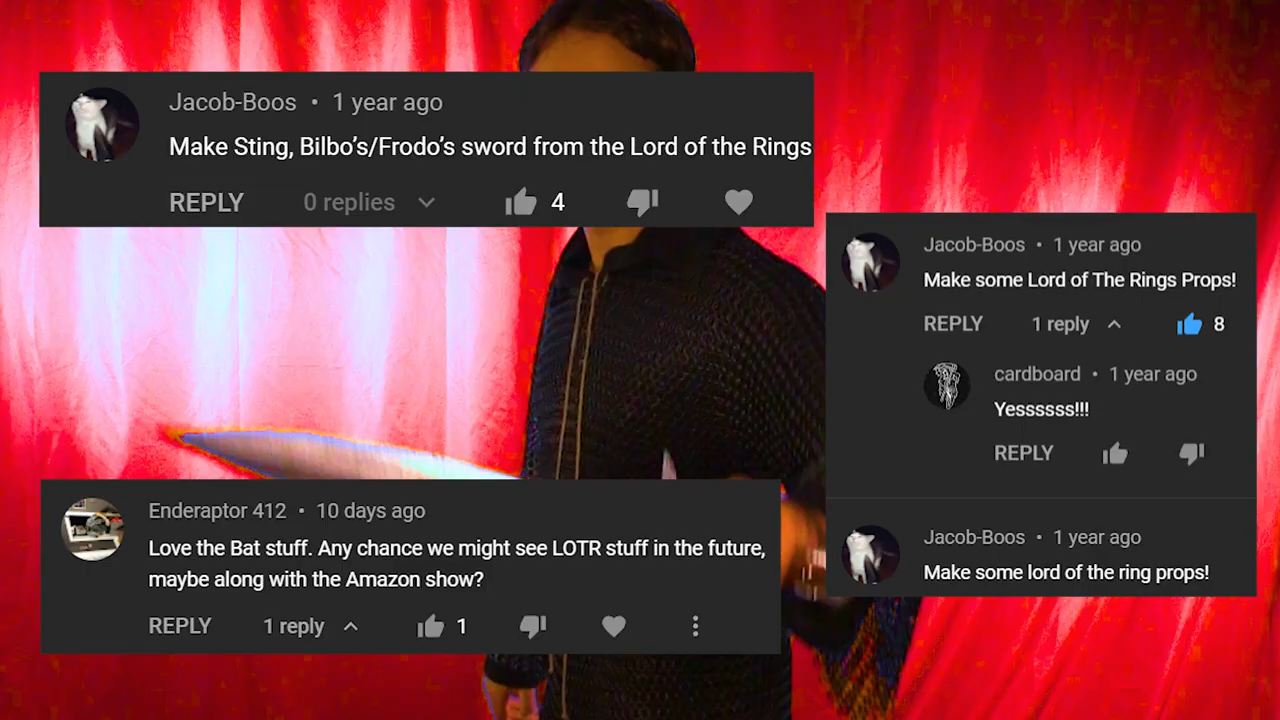 Jacob-Boos • 1 year ago
Make Sting, Bilbo’s/Frodo’s sword from the Lord of the Rings
REPLY 0 replies 4
Jacob-Boos • 1 year ago
Make some Lord of The Rings Props!
REPLY 1 reply 8
cardboard • 1 year ago
Yessssss!!!
REPLY
Jacob-Boos • 1 year ago
Make some lord of the ring props!
Enderaptor 412 • 10 days ago
Love the Bat stuff. Any chance we might see LOTR stuff in the future,
maybe along with the Amazon show?
REPLY 1 reply 1